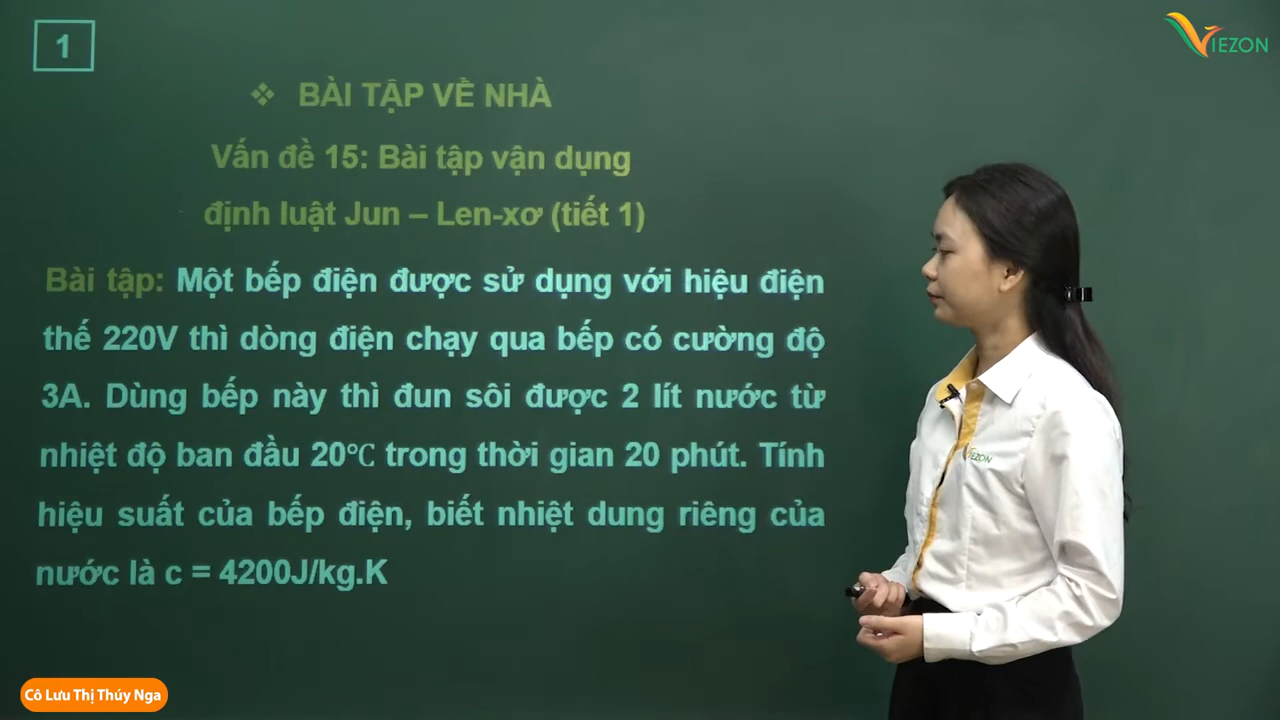 1
VIEZON
❖ BÀI TẬP VỀ NHÀ
Vấn đề 15: Bài tập vận dụng
định luật Jun – Len-xơ (tiết 1)
Bài tập: Một bếp điện được sử dụng với hiệu điện
thế 220V thì dòng điện chạy qua bếp có cường độ
3A. Dùng bếp này thì đun sôi được 2 lít nước từ
nhiệt độ ban đầu 20℃ trong thời gian 20 phút. Tính
hiệu suất của bếp điện, biết nhiệt dung riêng của
nước là c = 4200J/kg.K
VIEZON
Cô Lưu Thị Thúy Nga